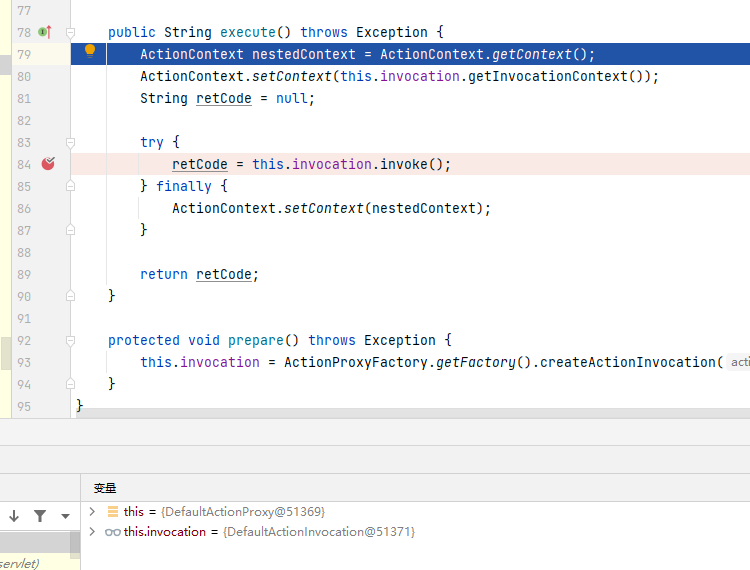 77
78 public String execute() throws Exception {
79 ActionContext nestedContext = ActionContext.getContext();
80 ActionContext.setContext(this.invocation.getInvocationContext());
81 String retCode = null;
82
83 try {
84 retCode = this.invocation.invoke();
85 } finally {
86 ActionContext.setContext(nestedContext);
87 }
88
89 return retCode;
90 }
91
92 protected void prepare() throws Exception {
93 this.invocation = ActionProxyFactory.getFactory().createActionInvocation( acti
94 }
95 }
变量
this = {DefaultActionProxy@51369}
this.invocation = {DefaultActionInvocation@51371}
servlet)